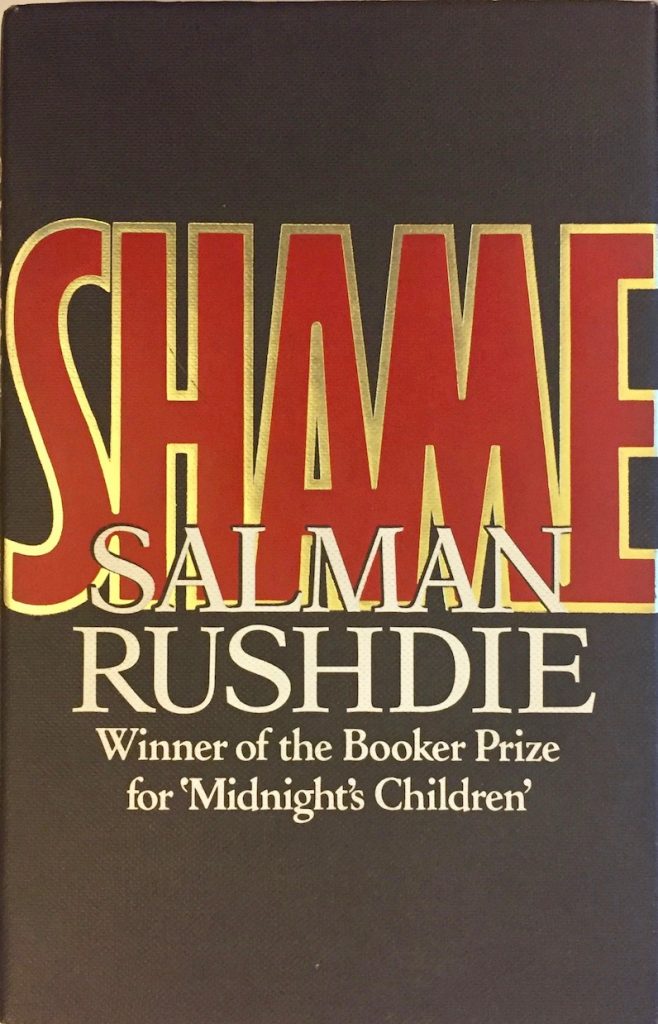 SHAME
SALMAN
RUSHDIE
Winner of the Booker Prize
for ‘Midnight’s Children’